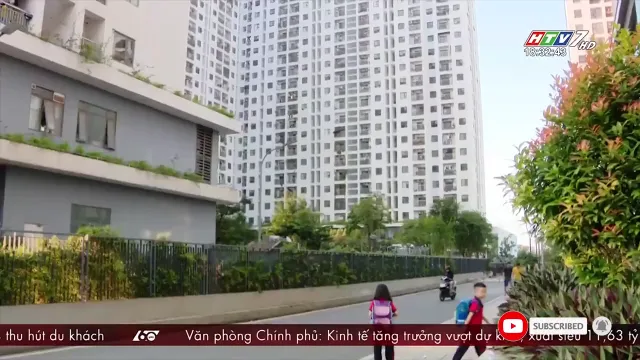 HTV7 HD
18:32:43
SUBSCRIBED
thu hút du khách 60 Văn phòng Chính phủ: Kinh tế tăng trưởng vượt dự xuất siêu 11,63 tỷ